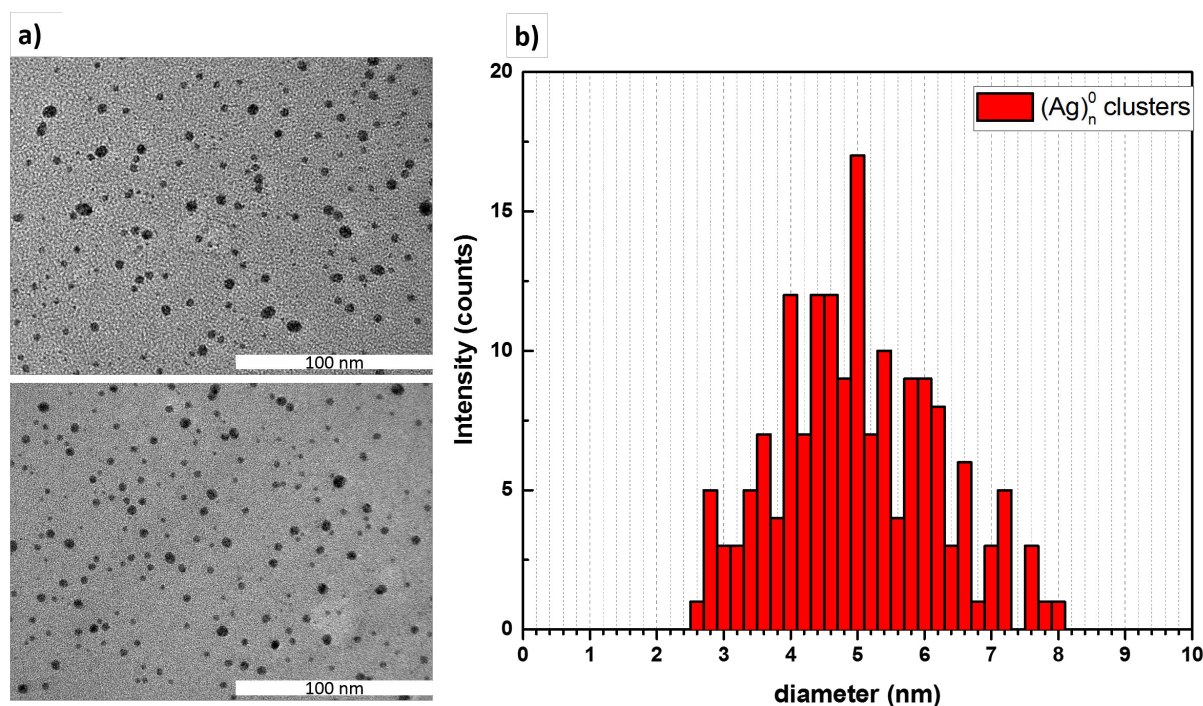 a)
100 nm
100 nm
b)
(Ag)⁰ₙ clusters
20
15
10
5
0
Intensity (counts)
0 1 2 3 4 5 6 7 8 9 10
diameter (nm)